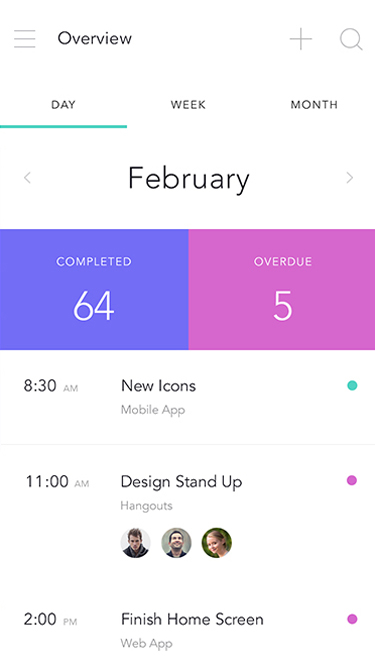 Overview
DAY WEEK MONTH
February
COMPLETED OVERDUE
64 5
8:30 AM New Icons
Mobile App
11:00 AM Design Stand Up
Hangouts
2:00 PM Finish Home Screen
Web App